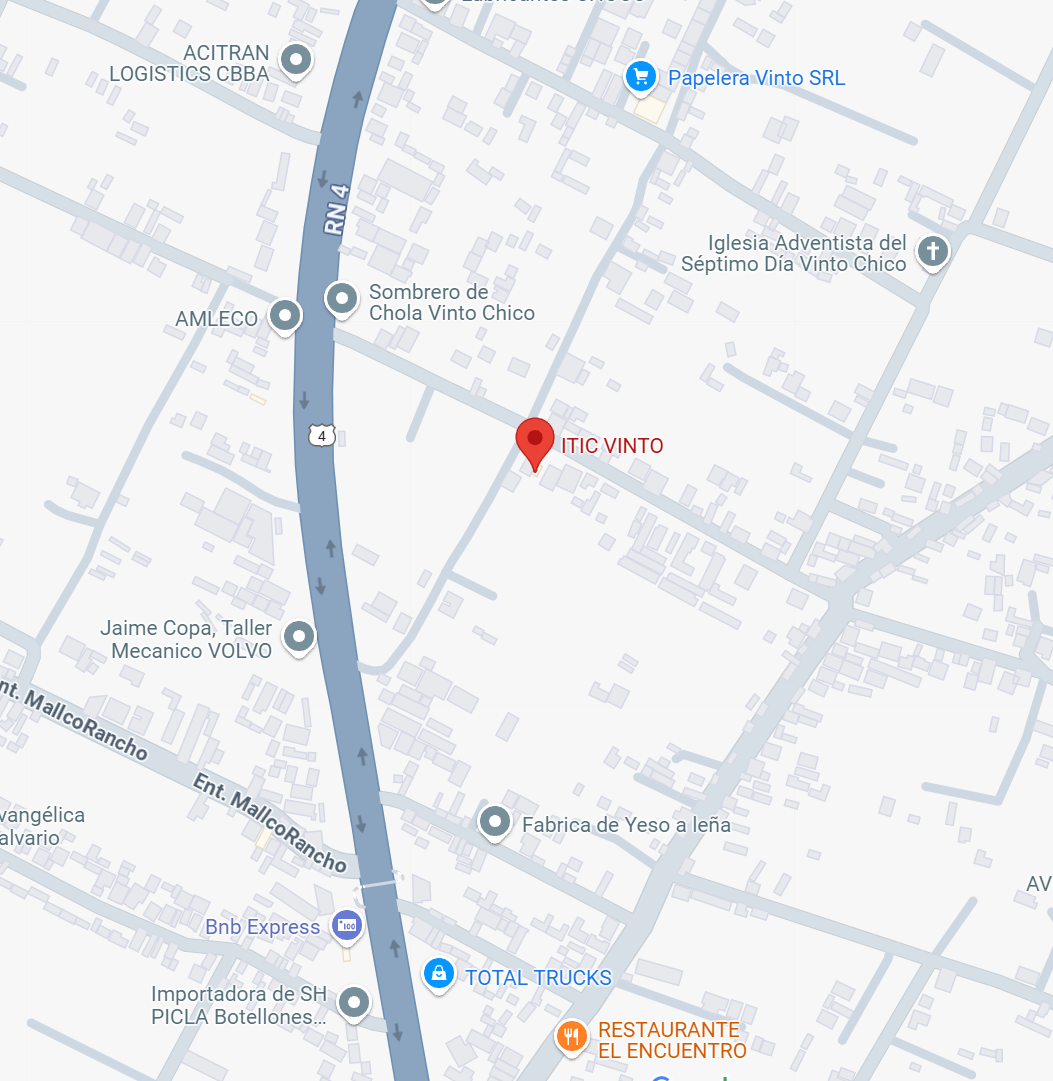 ACITRAN
LOGISTICS CBBA
Papelera Vinto SRL
RN 4
Iglesia Adventista del
Séptimo Día Vinto Chico
Sombrero de
Chola Vinto Chico
AMLECO
4
ITIC VINTO
Jaime Copa, Taller
Mecanico VOLVO
nt. MallcoRancho
Ent. MallcoRancho
vangélica
alvario
Fabrica de Yeso a leña
AV
Bnb Express
TOTAL TRUCKS
Importadora de SH
PICLA Botellones...
RESTAURANTE
EL ENCUENTRO